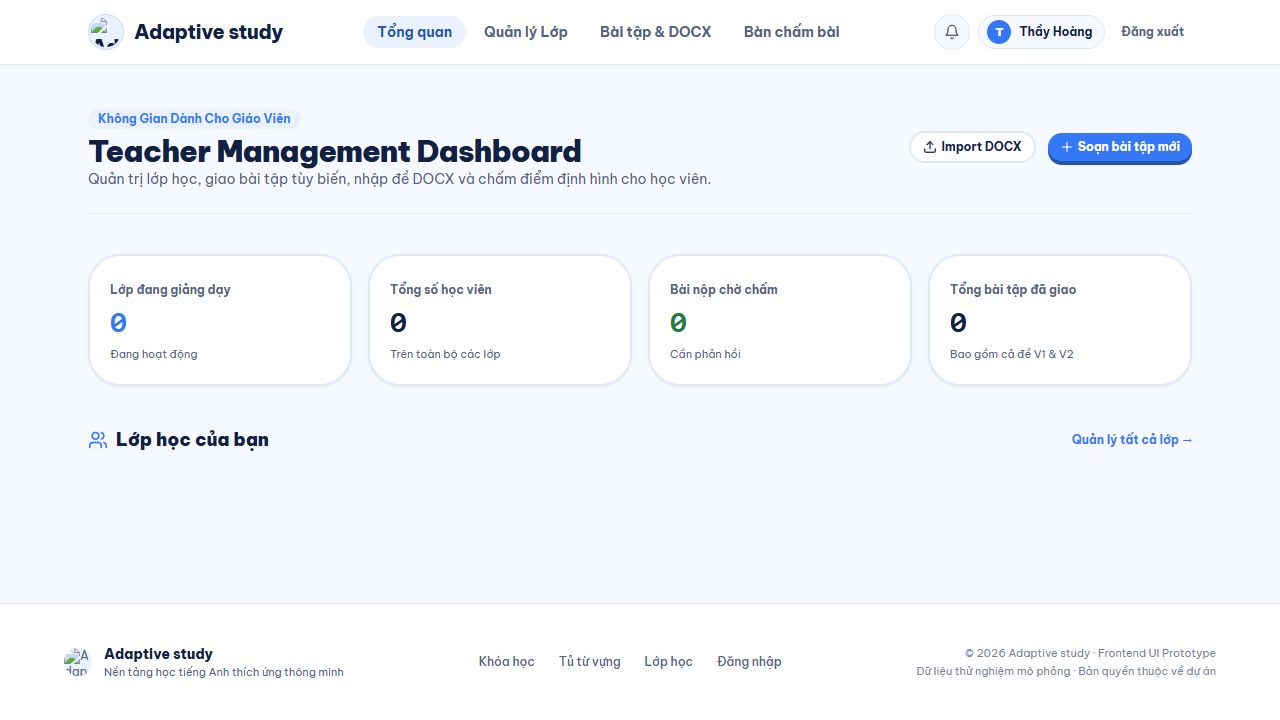 Adaptive study
Tổng quan
Quản lý Lớp
Bài tập & DOCX
Bàn chấm bài
T
Thầy Hoàng
Đăng xuất
Không Gian Dành Cho Giáo Viên
Teacher Management Dashboard
Quản trị lớp học, giao bài tập tùy biến, nhập đề DOCX và chấm điểm định hình cho học viên.
Import DOCX
Soạn bài tập mới
Lớp đang giảng dạy
0
Đang hoạt động
Tổng số học viên
0
Trên toàn bộ các lớp
Bài nộp chờ chấm
0
Cần phản hồi
Tổng bài tập đã giao
0
Bao gồm cả đề V1 & V2
Lớp học của bạn
Quản lý tất cả lớp →
Adaptive study
Nền tảng học tiếng Anh thích ứng thông minh
Khóa học
Tủ từ vựng
Lớp học
Đăng nhập
© 2026 Adaptive study · Frontend UI Prototype
Dữ liệu thử nghiệm mô phỏng · Bản quyền thuộc về dự án